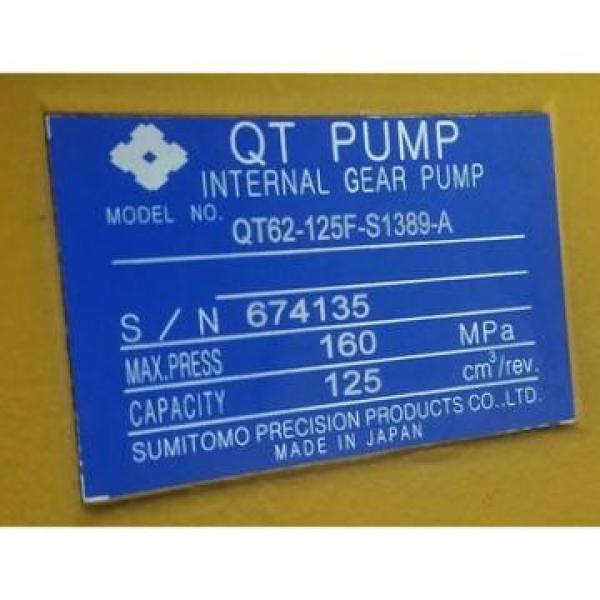 QT PUMP
INTERNAL GEAR PUMP
MODEL NO. QT62-125F-S1389-A
S / N 674135
MAX.PRESS 160 MPa
CAPACITY 125 cm³/rev.
SUMITOMO PRECISION PRODUCTS CO.,LTD.
MADE IN JAPAN